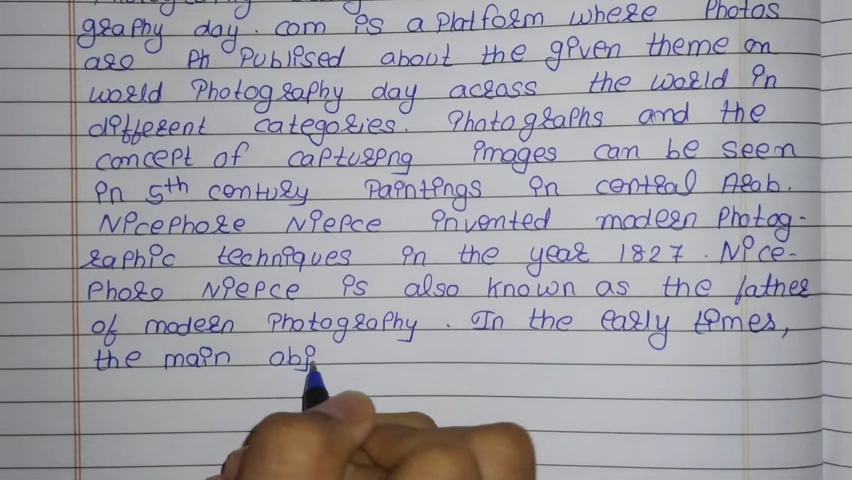 graphy day. com is a Platform where Photos
are Ph Publised about the given theme on
world Photography day acrass the world in
different categories. Photographs and the
concept of capturing images can be seen
in 5th contury Paintings in central Arab.
Nicephore Niepce invented modern Photog-
raphic techniques in the year 1827. Nice-
Phoro Niepce is also known as the father
of modern Photography. In the early times,
the main obj